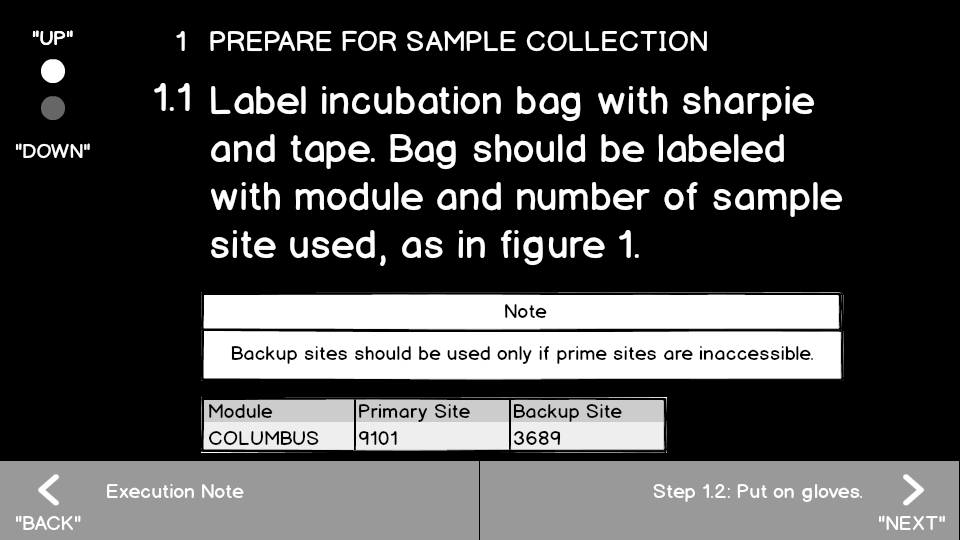 "UP"
"DOWN"
1 PREPARE FOR SAMPLE COLLECTION
1.1 Label incubation bag with sharpie
and tape. Bag should be labeled
with module and number of sample
site used, as in figure 1.
Note
Backup sites should be used only if prime sites are inaccessible.
Module Primary Site Backup Site
COLUMBUS 9101 3689
Execution Note
"BACK"
Step 1.2: Put on gloves.
"NEXT"